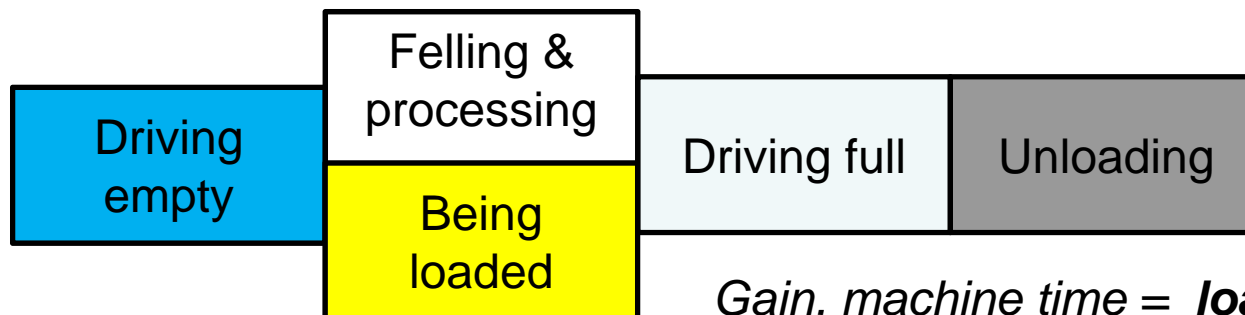 Driving
empty
Felling &
processing
Being
loaded
Driving full
Unloading
Gain, machine time =